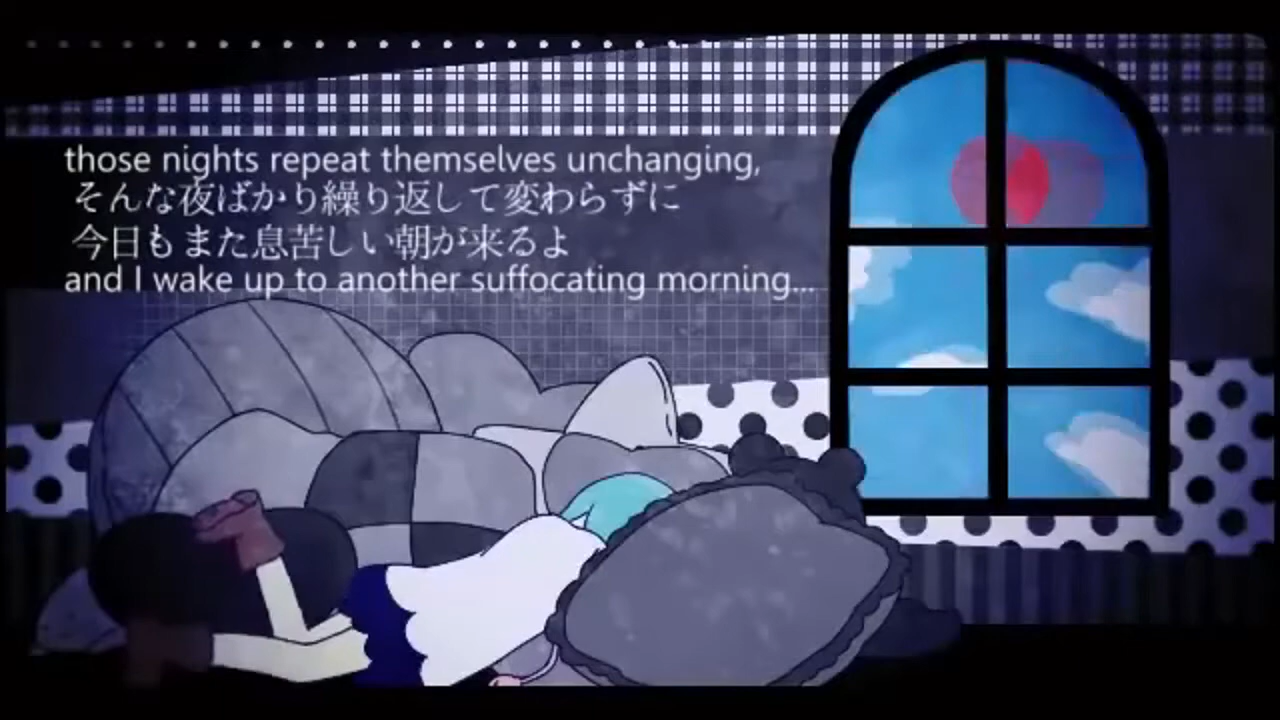 those nights repeat themselves unchanging,
そんな夜ばかり繰り返して変わらずに
今日もまた息苦しい朝が来るよ
and I wake up to another suffocating morning...